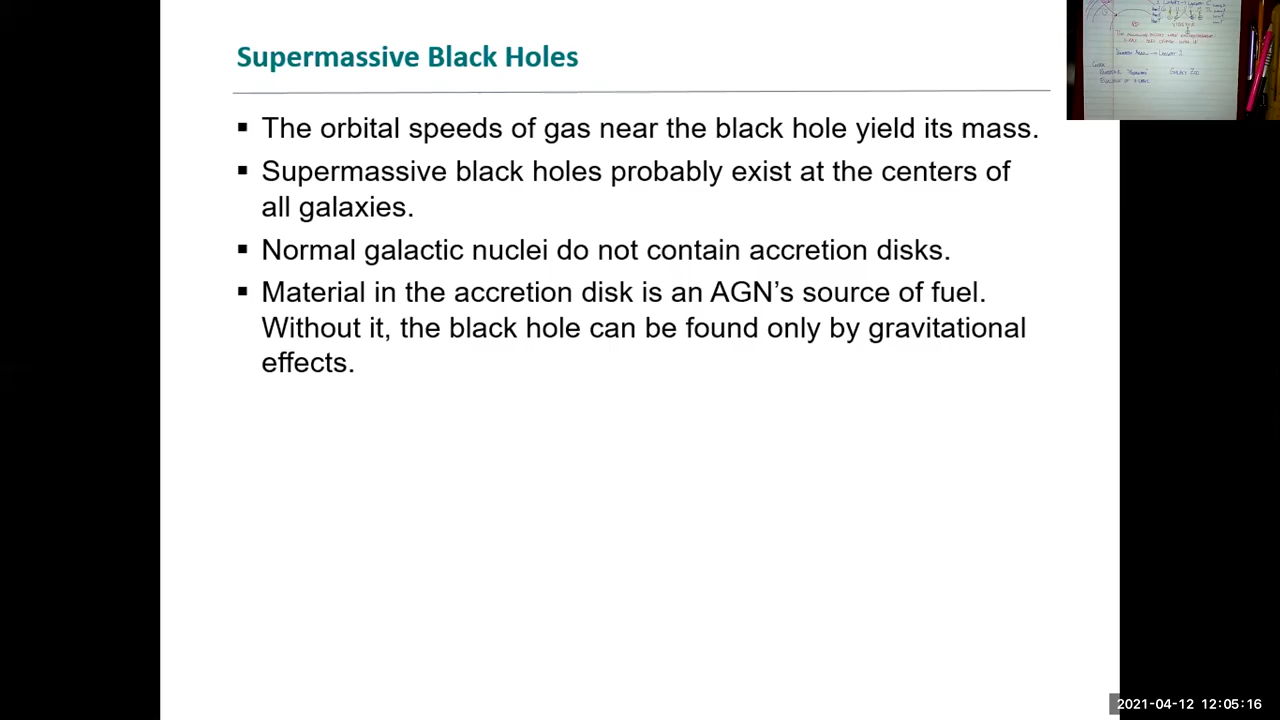 Supermassive Black Holes
▪ The orbital speeds of gas near the black hole yield its mass.
▪ Supermassive black holes probably exist at the centers of
all galaxies.
▪ Normal galactic nuclei do not contain accretion disks.
▪ Material in the accretion disk is an AGN’s source of fuel.
Without it, the black hole can be found only by gravitational
effects.
Galaxy Zoo
2021-04-12 12:05:16